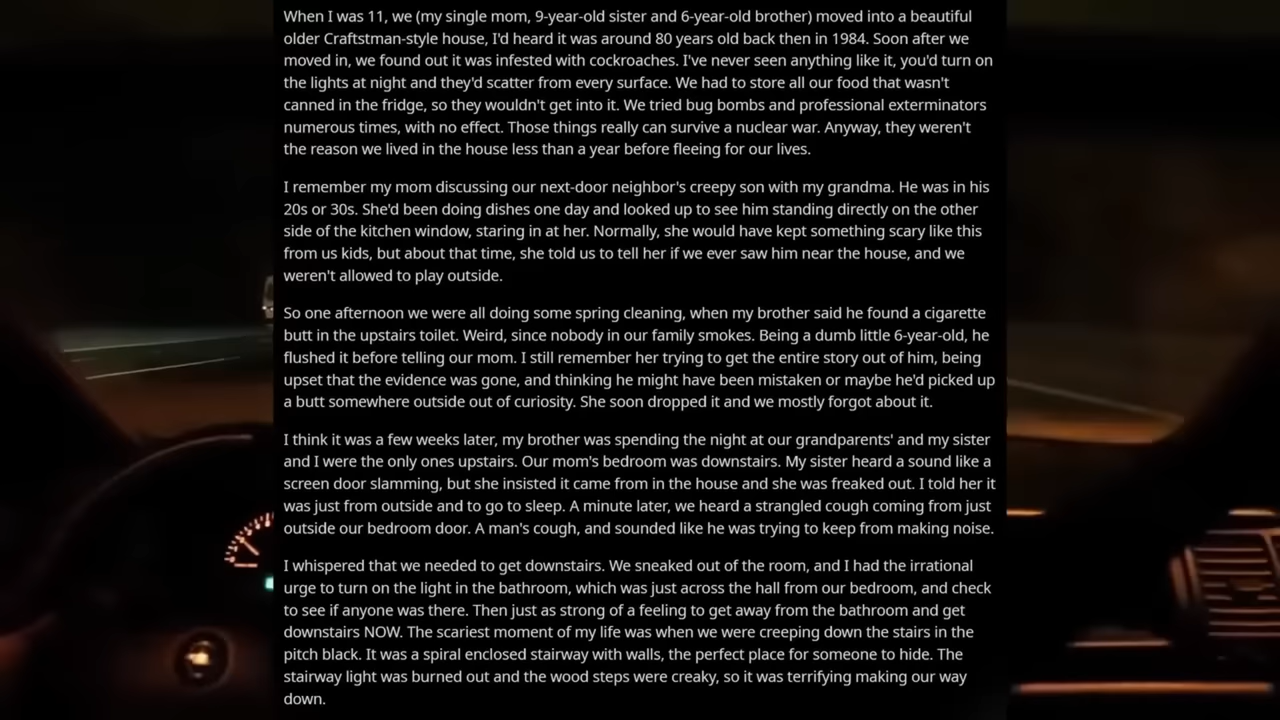 When I was 11, we (my single mom, 9-year-old sister and 6-year-old brother) moved into a beautiful
older Craftstman-style house, I'd heard it was around 80 years old back then in 1984. Soon after we
moved in, we found out it was infested with cockroaches. I've never seen anything like it, you'd turn on
the lights at night and they'd scatter from every surface. We had to store all our food that wasn't
canned in the fridge, so they wouldn't get into it. We tried bug bombs and professional exterminators
numerous times, with no effect. Those things really can survive a nuclear war. Anyway, they weren't
the reason we lived in the house less than a year before fleeing for our lives.
I remember my mom discussing our next-door neighbor's creepy son with my grandma. He was in his
20s or 30s. She'd been doing dishes one day and looked up to see him standing directly on the other
side of the kitchen window, staring in at her. Normally, she would have kept something scary like this
from us kids, but about that time, she told us to tell her if we ever saw him near the house, and we
weren't allowed to play outside.
So one afternoon we were all doing some spring cleaning, when my brother said he found a cigarette
butt in the upstairs toilet. Weird, since nobody in our family smokes. Being a dumb little 6-year-old, he
flushed it before telling our mom. I still remember her trying to get the entire story out of him, being
upset that the evidence was gone, and thinking he might have been mistaken or maybe he'd picked up
a butt somewhere outside out of curiosity. She soon dropped it and we mostly forgot about it.
I think it was a few weeks later, my brother was spending the night at our grandparents' and my sister
and I were the only ones upstairs. Our mom's bedroom was downstairs. My sister heard a sound like a
screen door slamming, but she insisted it came from in the house and she was freaked out. I told her it
was just from outside and to go to sleep. A minute later, we heard a strangled cough coming from just
outside our bedroom door. A man's cough, and sounded like he was trying to keep from making noise.
I whispered that we needed to get downstairs. We sneaked out of the room, and I had the irrational
urge to turn on the light in the bathroom, which was just across the hall from our bedroom, and check
to see if anyone was there. Then just as strong of a feeling to get away from the bathroom and get
downstairs NOW. The scariest moment of my life was when we were creeping down the stairs in the
pitch black. It was a spiral enclosed stairway with walls, the perfect place for someone to hide. The
stairway light was burned out and the wood steps were creaky, so it was terrifying making our way
down.